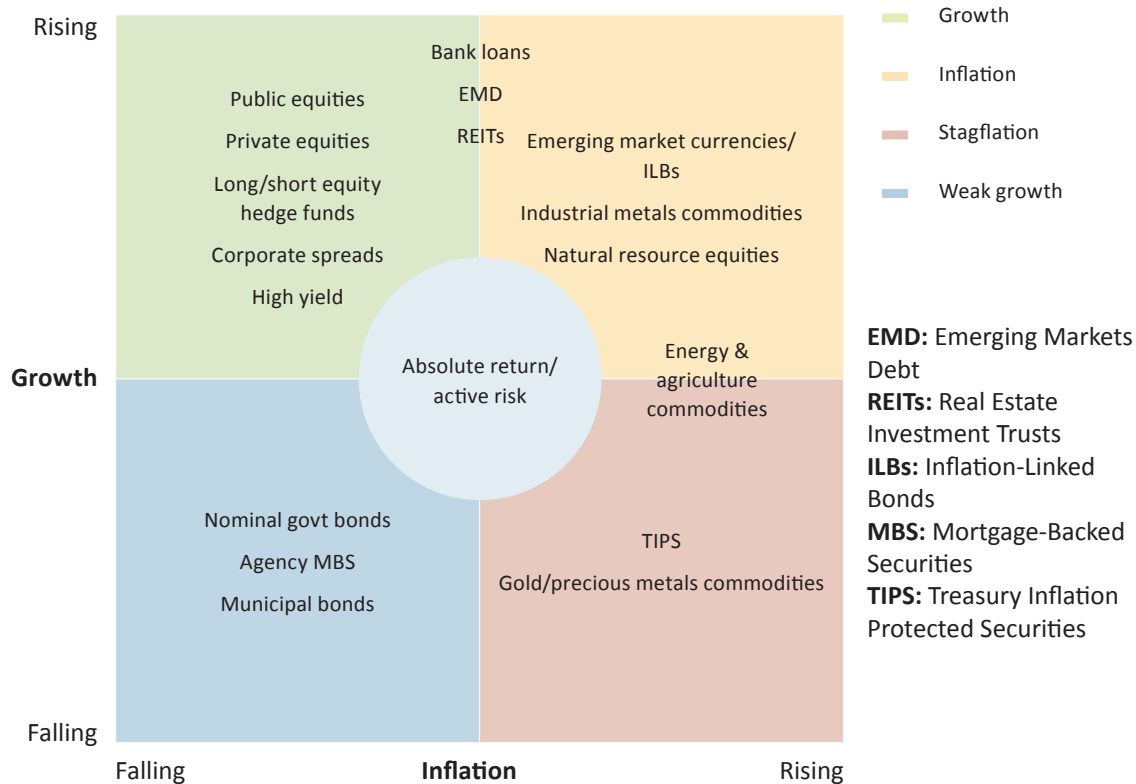 Rising
Bank loans
EMD
REITs
Public equities
Private equities
Long/short equity
hedge funds
Corporate spreads
High yield
Emerging market currencies/
ILBs
Industrial metals commodities
Natural resource equities
Growth
Absolute return/
active risk
Energy &
agriculture
commodities
Nominal govt bonds
Agency MBS
Municipal bonds
TIPS
Gold/precious metals commodities
Falling
Falling
Inflation
Rising
Growth
Inflation
Stagflation
Weak growth
EMD: Emerging Markets
Debt
REITs: Real Estate
Investment Trusts
ILBs: Inflation-Linked
Bonds
MBS: Mortgage-Backed
Securities
TIPS: Treasury Inflation
Protected Securities